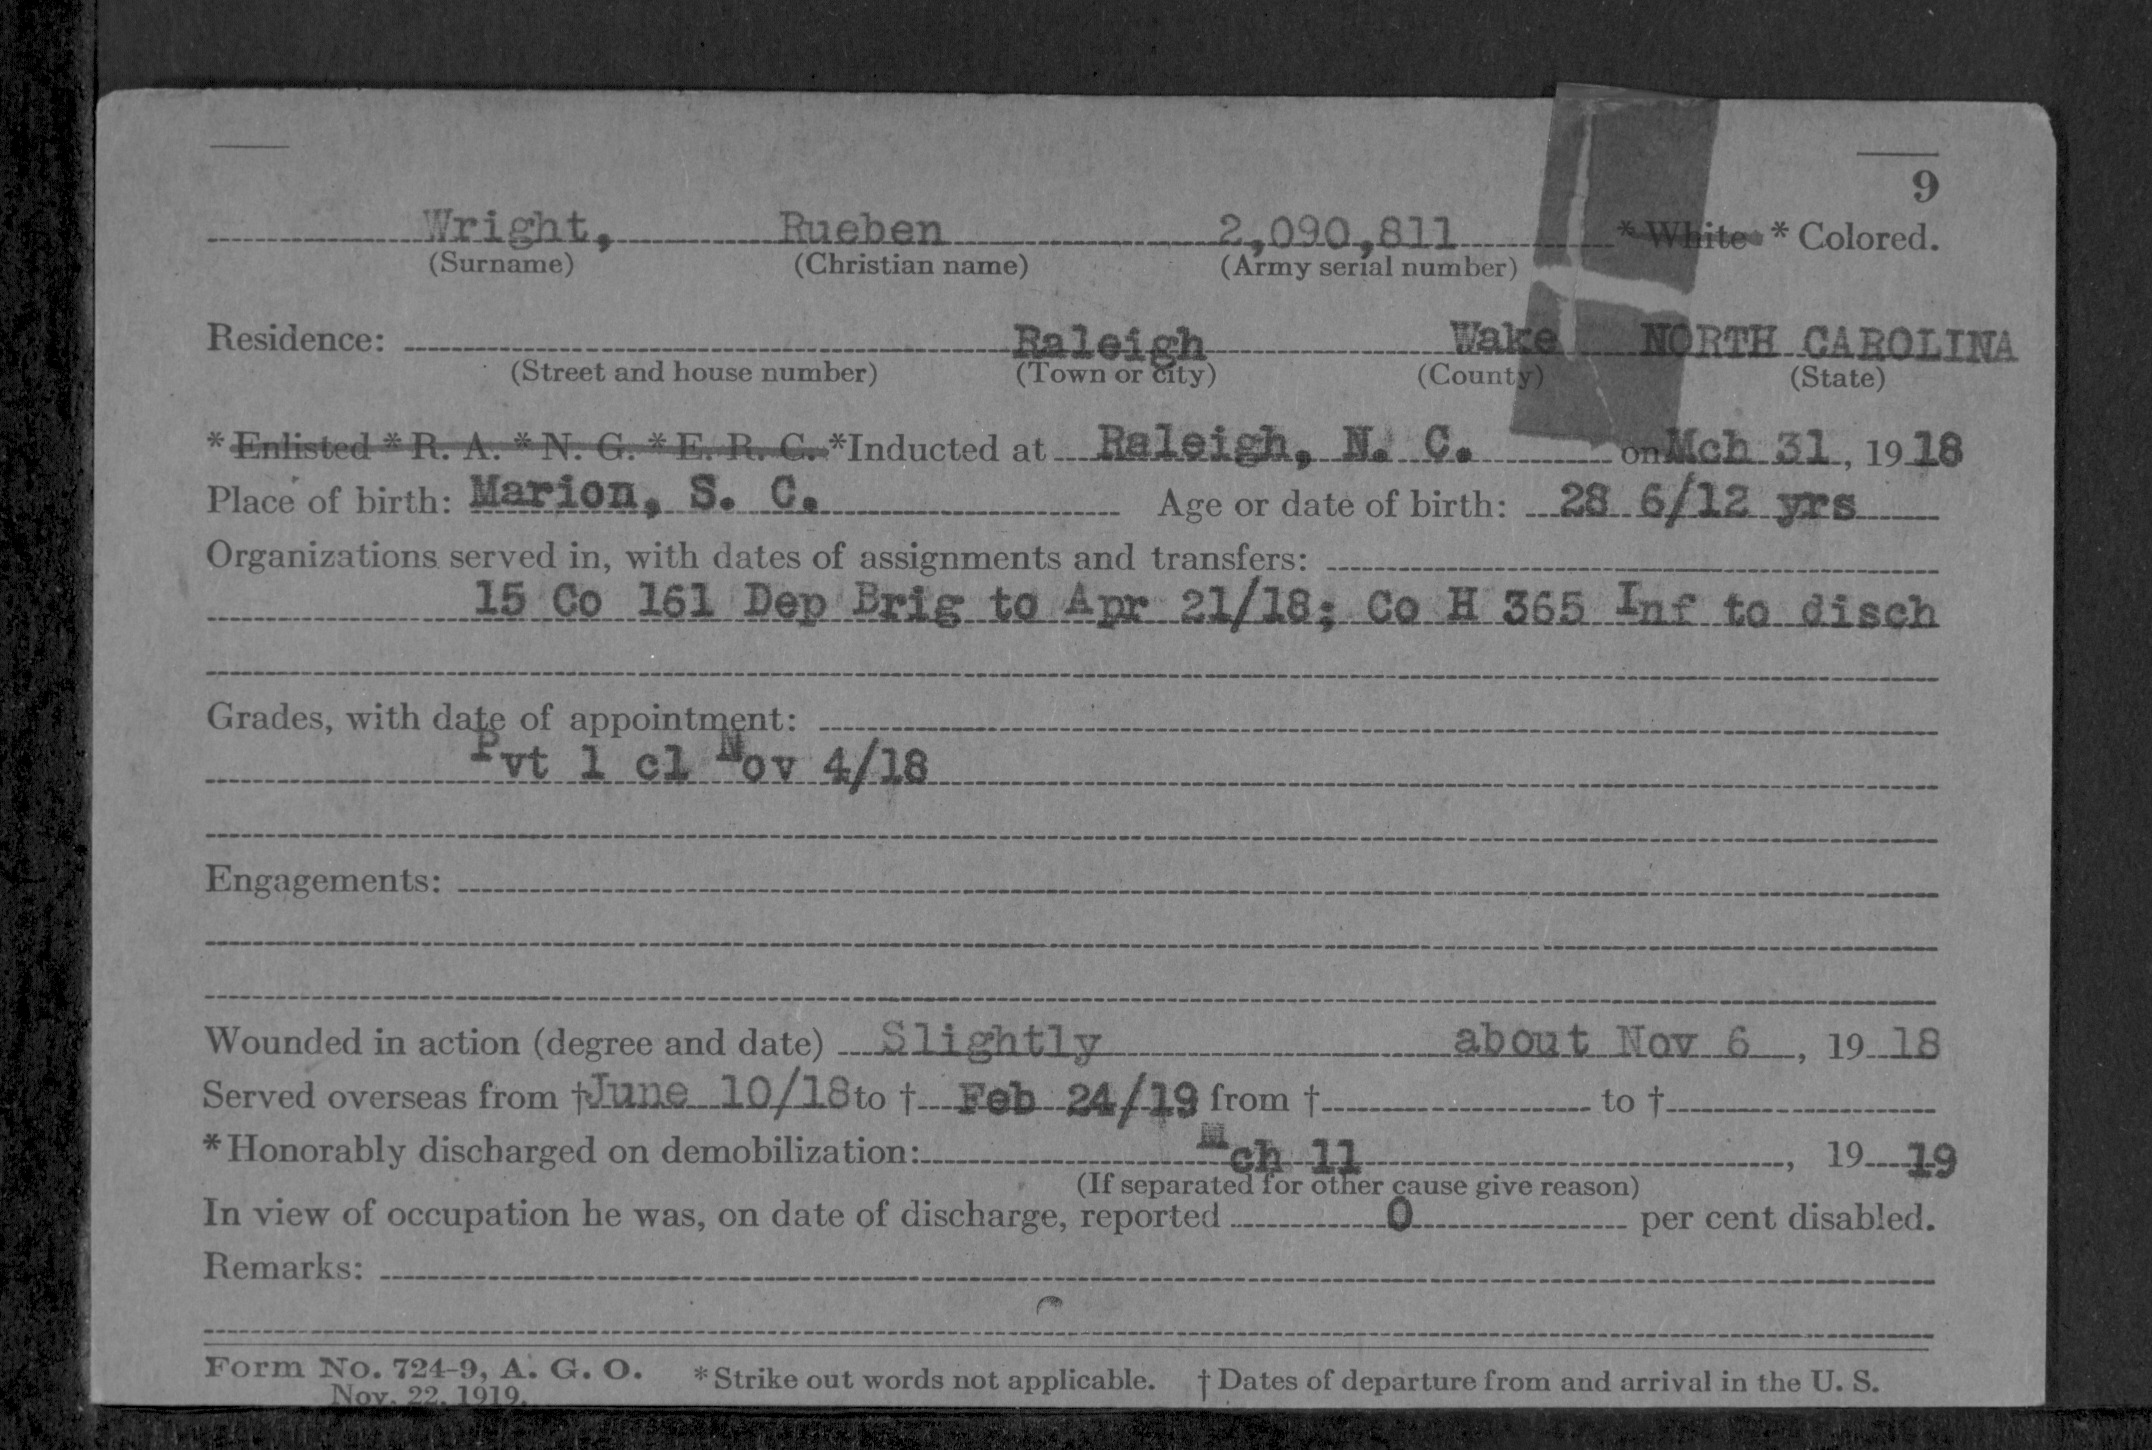 9
Wright, Rueben 2,090,811 * White * Colored.
(Surname) (Christian name) (Army serial number)
Residence: Raleigh Wake NORTH CAROLINA
(Street and house number) (Town or city) (County) (State)
* Enlisted * R. A. * N. G. * E. R. C. *Inducted at Raleigh, N. C. on Mch 31, 1918
Place of birth: Marion, S. C. Age or date of birth: 28 6/12 yrs
Organizations served in, with dates of assignments and transfers:
15 Co 161 Dep Brig to Apr 21/18; Co H 365 Inf to disch
Grades, with date of appointment:
Pvt 1 cl Nov 4/18
Engagements:
Wounded in action (degree and date) Slightly about Nov 6, 1918
Served overseas from †June 10/18 to † Feb 24/19 from † to †
*Honorably discharged on demobilization: Mch 11, 1919
(If separated for other cause give reason)
In view of occupation he was, on date of discharge, reported 0 per cent disabled.
Remarks:
Form No. 724-9, A. G. O. *Strike out words not applicable. † Dates of departure from and arrival in the U. S.
Nov. 22, 1919.